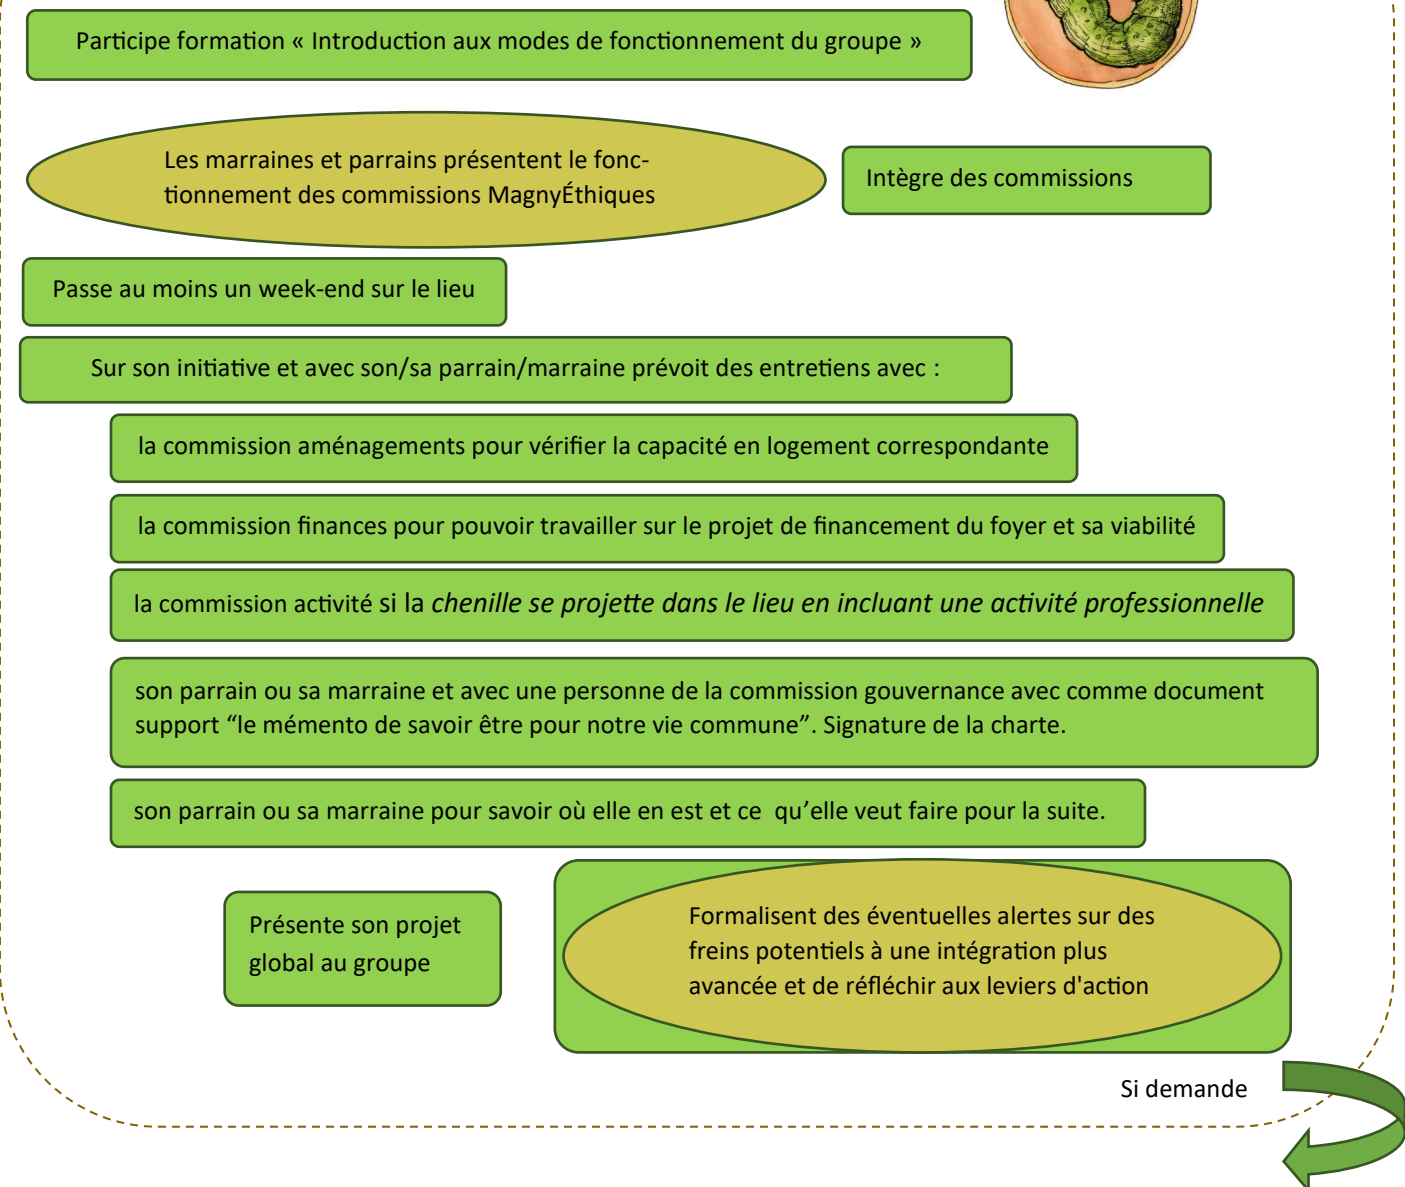 Participe formation « Introduction aux modes de fonctionnement du groupe »
Les marraines et parrains présentent le fonc-
tionnement des commissions MagnyÉthiques
Intègre des commissions
Passe au moins un week-end sur le lieu
Sur son initiative et avec son/sa parrain/marraine prévoit des entretiens avec :
la commission aménagements pour vérifier la capacité en logement correspondante
la commission finances pour pouvoir travailler sur le projet de financement du foyer et sa viabilité
la commission activité si la chenille se projette dans le lieu en incluant une activité professionnelle
son parrain ou sa marraine et avec une personne de la commission gouvernance avec comme document
support “le mémento de savoir être pour notre vie commune”. Signature de la charte.
son parrain ou sa marraine pour savoir où elle en est et ce  qu’elle veut faire pour la suite.
Présente son projet
global au groupe
Formalisent des éventuelles alertes sur des
freins potentiels à une intégration plus
avancée et de réfléchir aux leviers d'action
Si demande